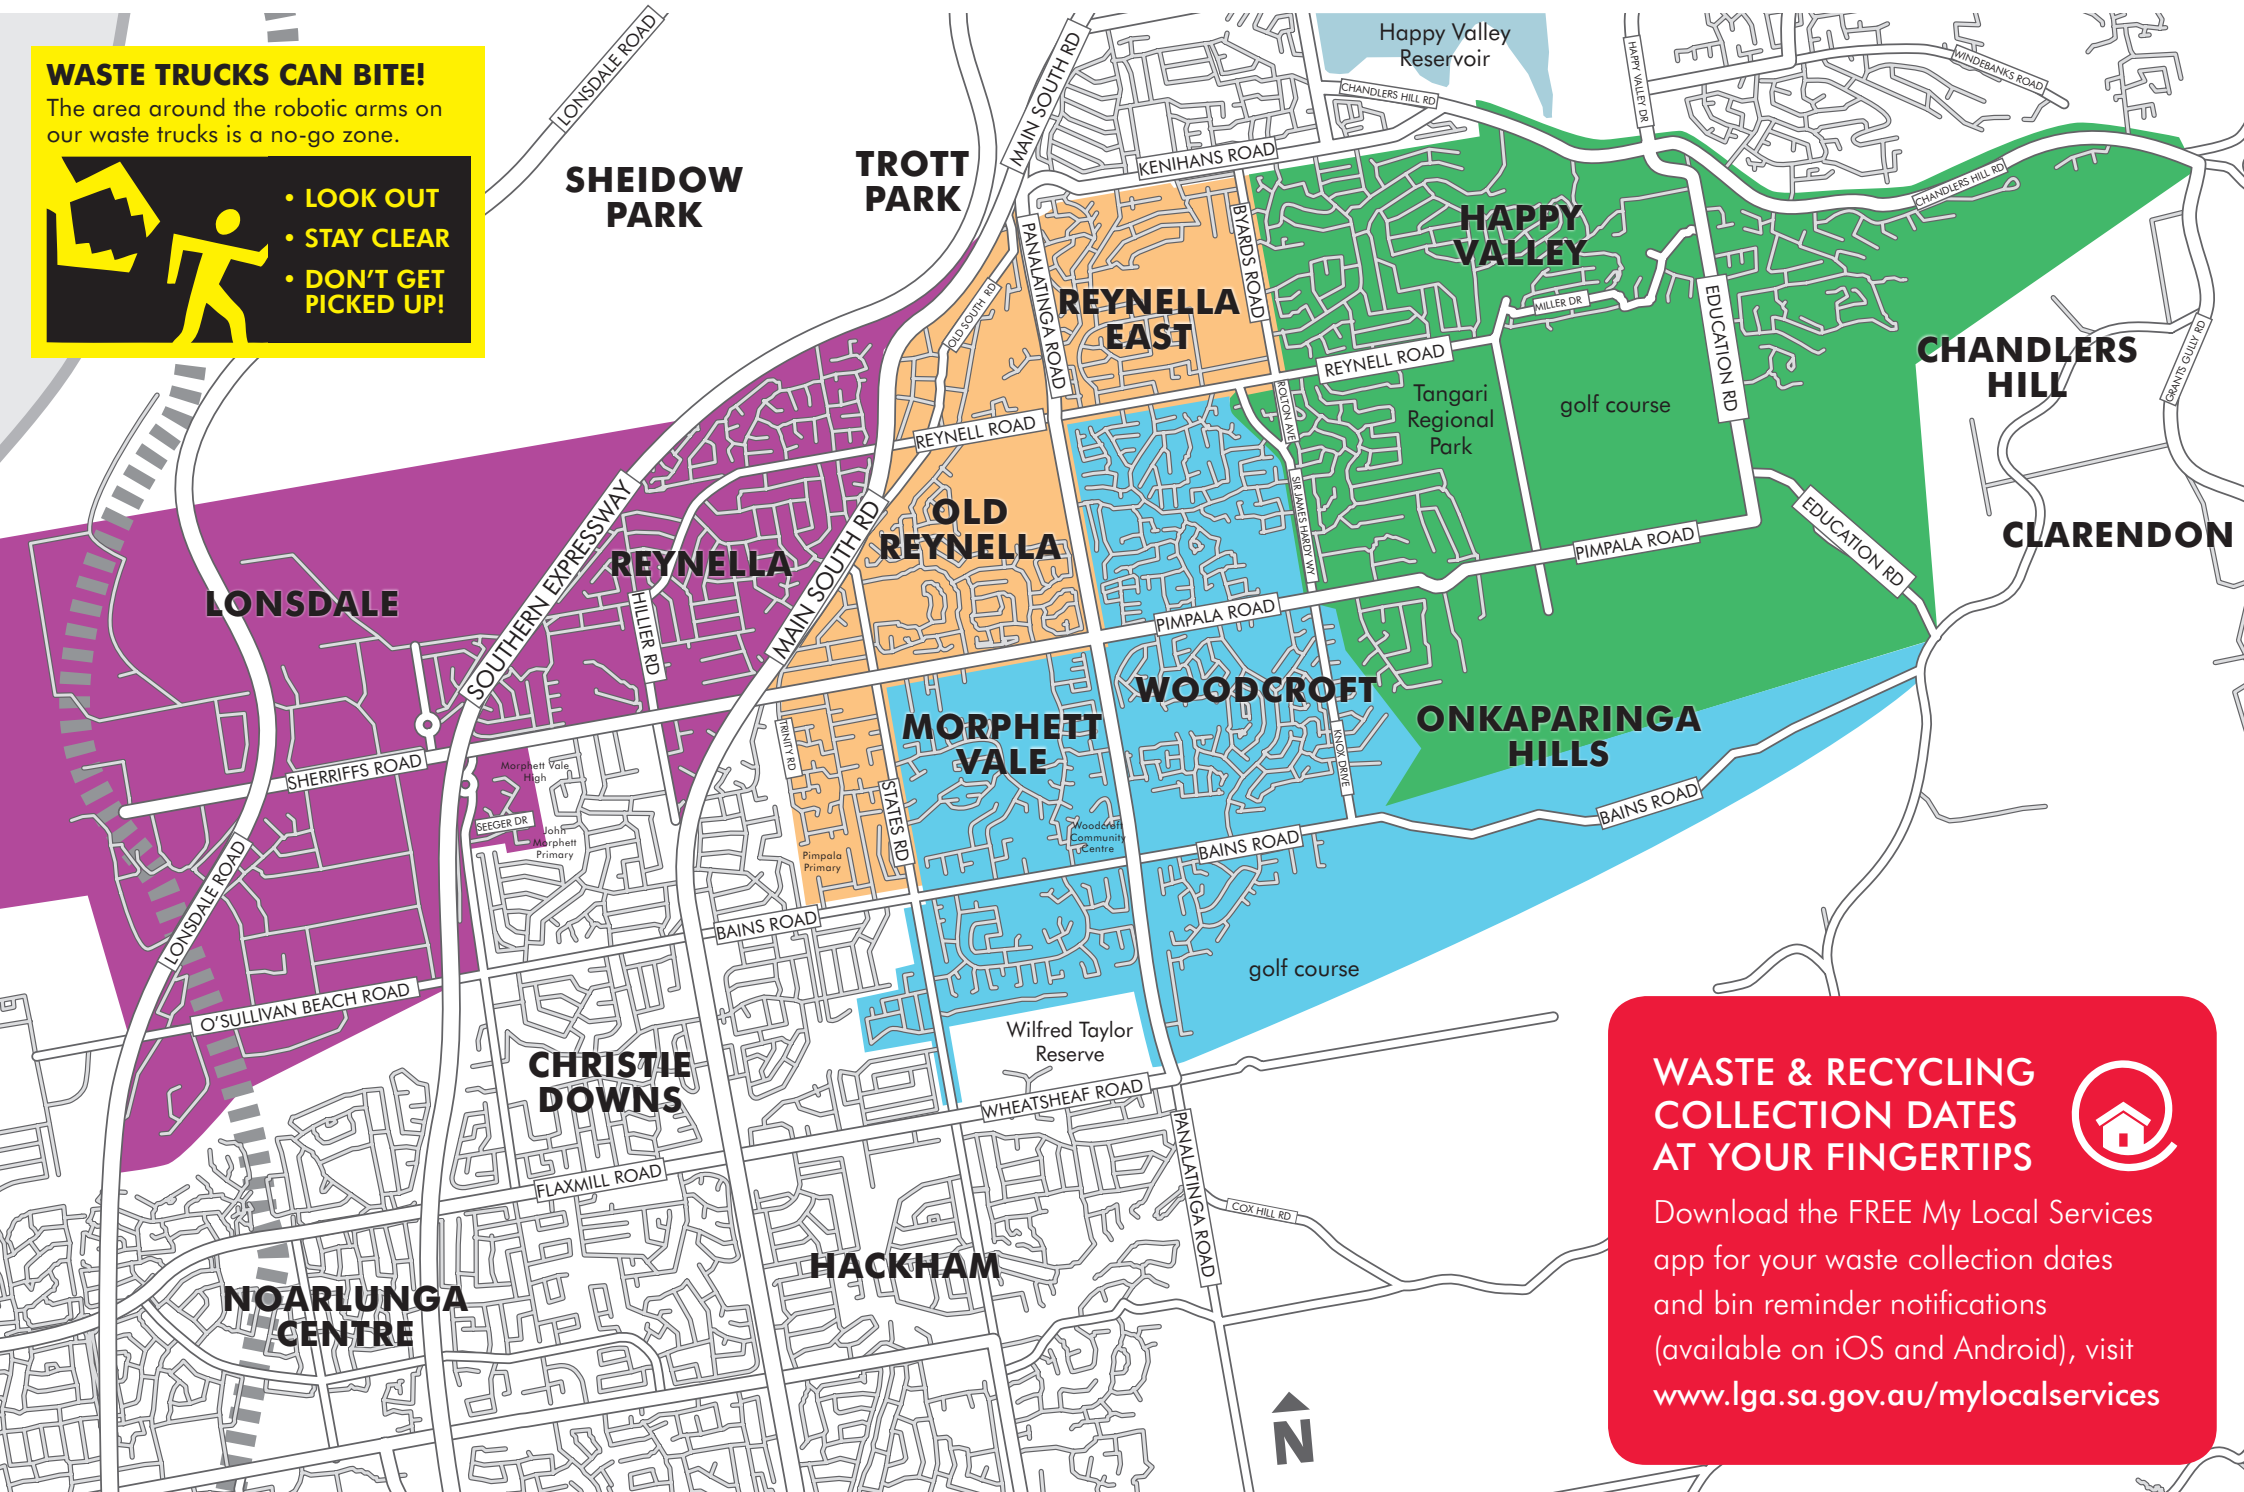 WASTE TRUCKS CAN BITE!
The area around the robotic arms on
our waste trucks is a no-go zone.
• LOOK OUT
• STAY CLEAR
• DON'T GET
PICKED UP!
LONSDALE ROAD
MAIN SOUTH RD
Happy Valley
Reservoir
CHANDLERS HILL RD
HAPPY VALLEY DR
WINDEBANKS ROAD
SHEIDOW
PARK
TROTT
PARK
KENIHANS ROAD
CHANDLERS HILL RD
HAPPY
VALLEY
BYARDS ROAD
PANALATINGA ROAD
OLD SOUTH RD
REYNELLA
EAST
MILLER DR
EDUCATION RD
REYNELL ROAD
CHANDLERS
HILL
GRANTS GULLY RD
Tangari
Regional
Park
golf course
ROLTON AVE
REYNELL ROAD
SOUTHERN EXPRESSWAY
MAIN SOUTH RD
OLD
REYNELLA
SIR JAMES HARDY WY
PIMPALA ROAD
EDUCATION RD
CLARENDON
REYNELLA
LONSDALE
HILLIER RD
PIMPALA ROAD
WOODCROFT
ONKAPARINGA
HILLS
MORPHETT
VALE
TRINITY RD
KNOX DRIVE
SHERRIFFS ROAD
Morphett Vale
High
STATES RD
SEEGER DR
John
Morphett
Primary
Woodcroft
Community
Centre
BAINS ROAD
BAINS ROAD
Pimpala
Primary
LONSDALE ROAD
BAINS ROAD
golf course
O'SULLIVAN BEACH ROAD
Wilfred Taylor
Reserve
CHRISTIE
DOWNS
WHEATSHEAF ROAD
FLAXMILL ROAD
PANALATINGA ROAD
COX HILL RD
HACKHAM
NOARLUNGA
CENTRE
N
WASTE & RECYCLING
COLLECTION DATES
AT YOUR FINGERTIPS
Download the FREE My Local Services
app for your waste collection dates
and bin reminder notifications
(available on iOS and Android), visit
www.lga.sa.gov.au/mylocalservices